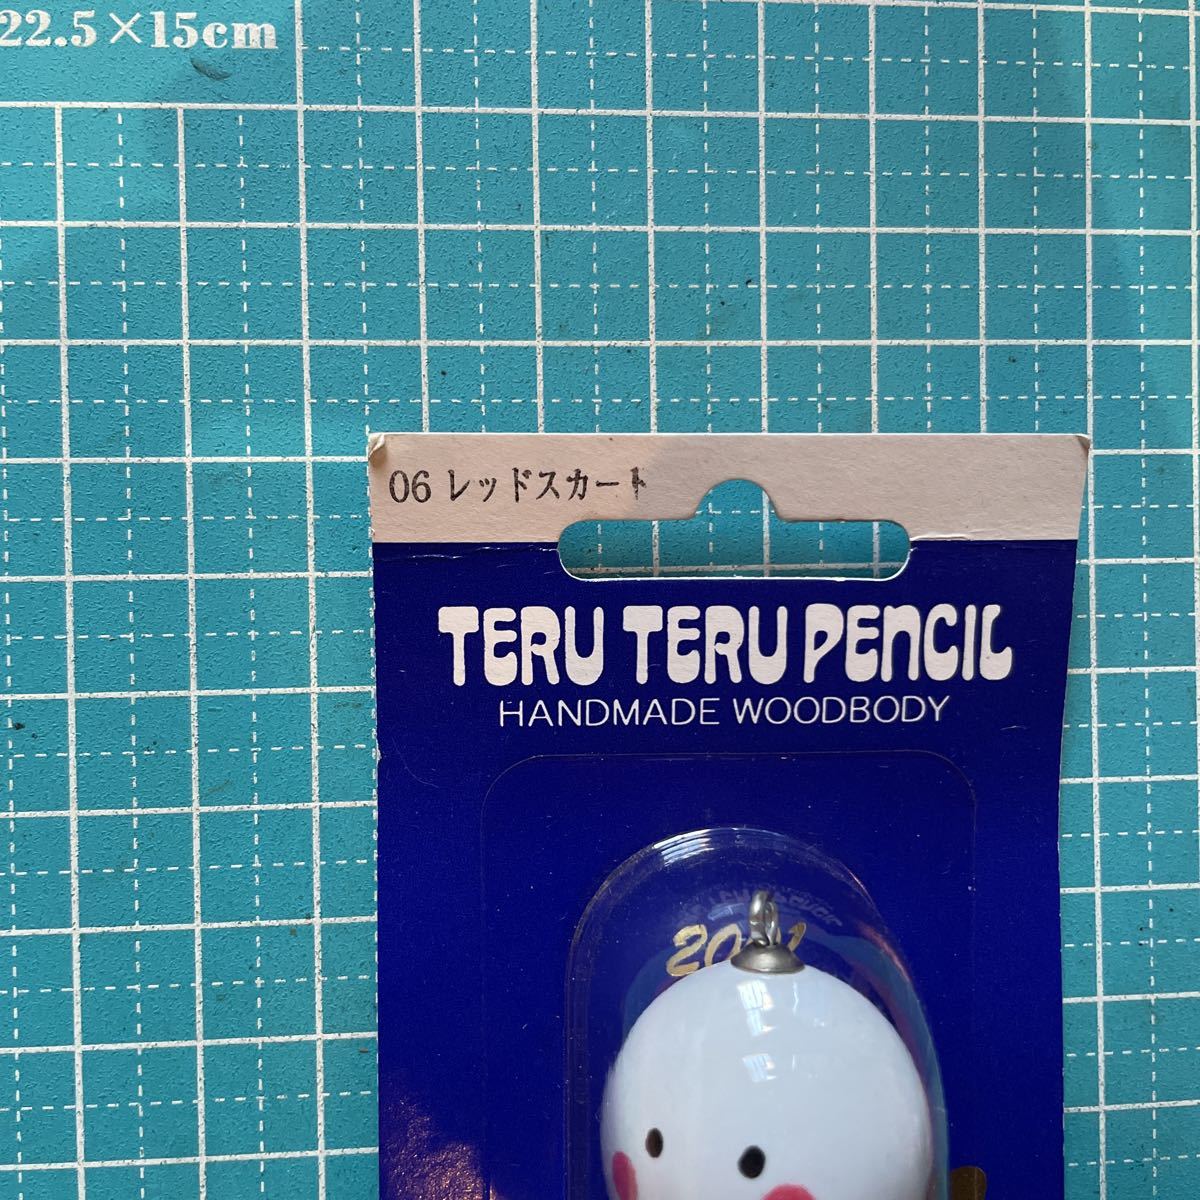 22.5×15cm
06 レッドスカート
TERU TERU PENCIL
HANDMADE WOODBODY